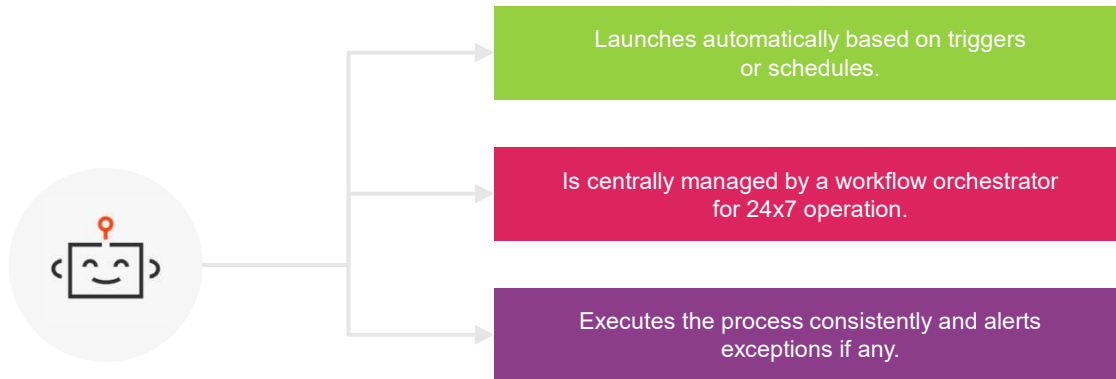 Launches automatically based on triggers
or schedules.
Is centrally managed by a workflow orchestrator
for 24x7 operation.
Executes the process consistently and alerts
exceptions if any.